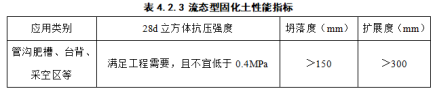 表 4.2.3 流态型固化土性能指标
应用类别 28d 立方体抗压强度 坍落度（mm） 扩展度（mm）
管沟肥槽、台背、
采空区等 满足工程需要，且不宜低于 0.4MPa >150 >300